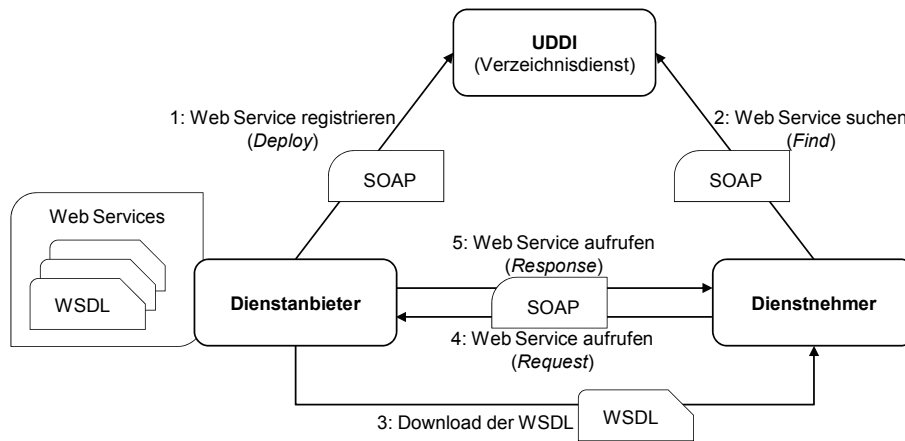 UDDI
(Verzeichnisdienst)
1: Web Service registrieren
(Deploy)
2: Web Service suchen
(Find)
SOAP
SOAP
Web Services
WSDL
5: Web Service aufrufen
(Response)
Dienstanbieter
SOAP
Dienstnehmer
4: Web Service aufrufen
(Request)
3: Download der WSDL
WSDL